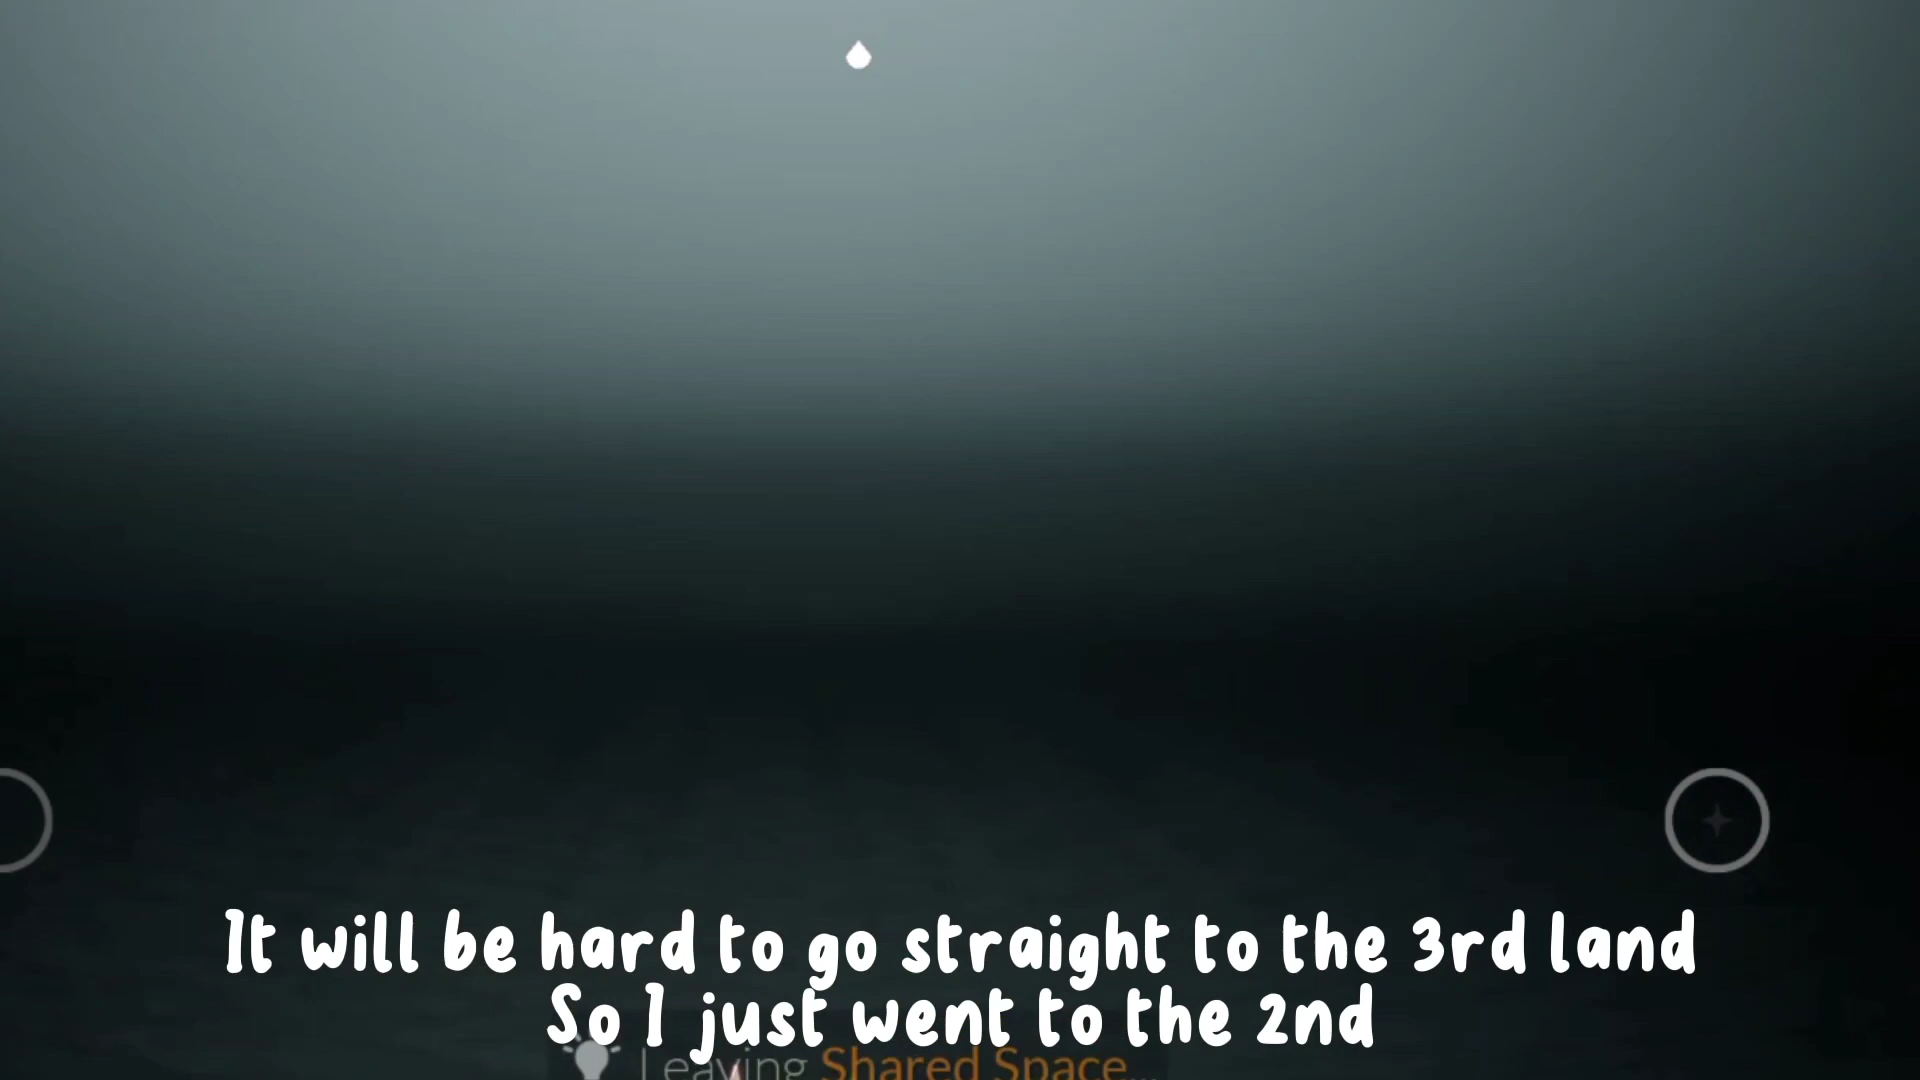 It will be hard to go straight to the 3rd land
So I just went to the 2nd
Leaving Shared Space...